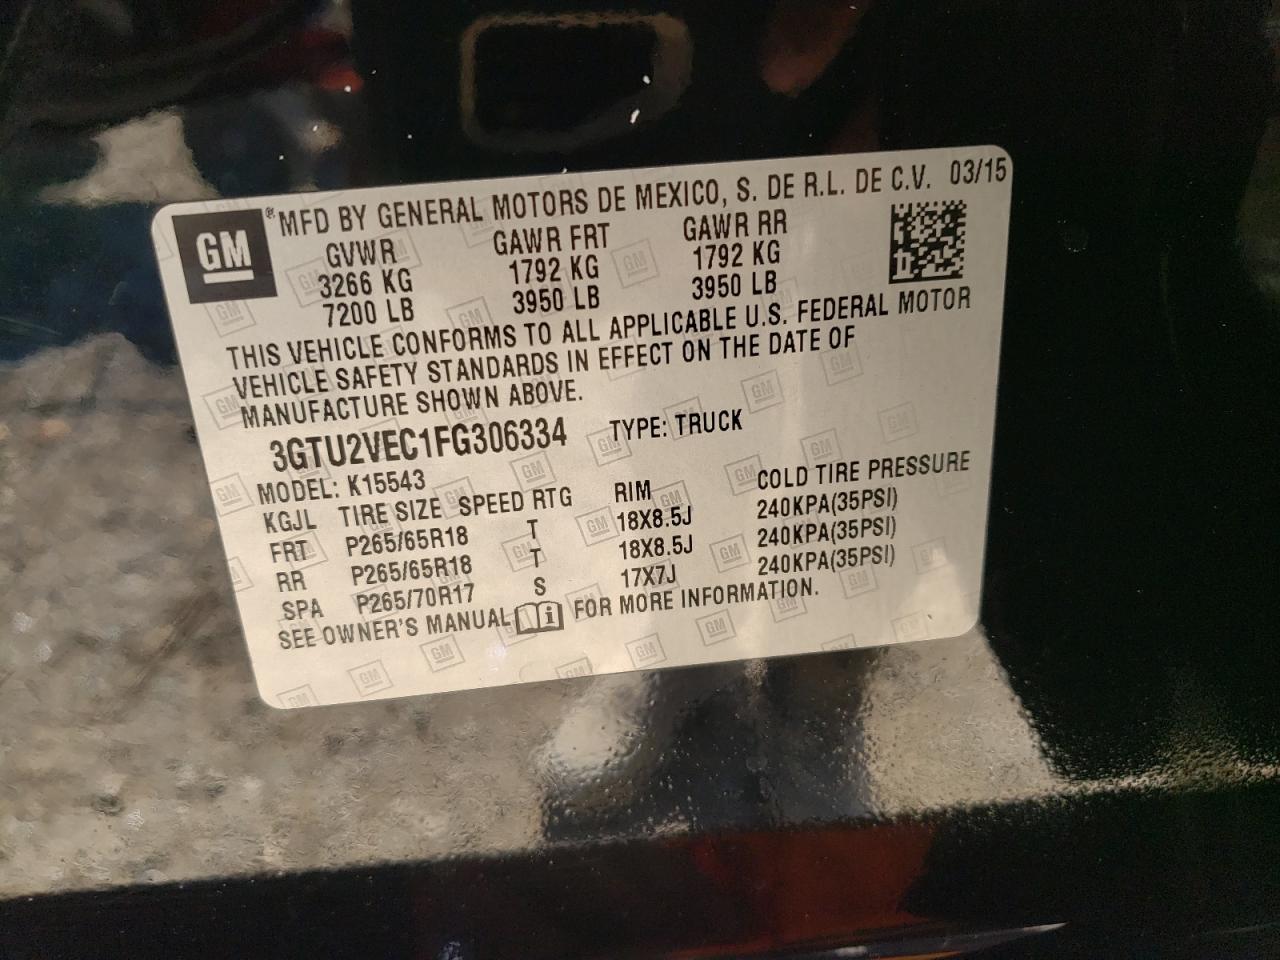 GM ® MFD BY GENERAL MOTORS DE MEXICO, S. DE R.L. DE C.V. 03/15
GVWR GAWR FRT GAWR RR
3266 KG 1792 KG 1792 KG
7200 LB 3950 LB 3950 LB
THIS VEHICLE CONFORMS TO ALL APPLICABLE U.S. FEDERAL MOTOR
VEHICLE SAFETY STANDARDS IN EFFECT ON THE DATE OF
MANUFACTURE SHOWN ABOVE.
3GTU2VEC1FG306334 TYPE: TRUCK
MODEL: K15543
KGJL TIRE SIZE SPEED RTG RIM COLD TIRE PRESSURE
FRT P265/65R18 T 18X8.5J 240KPA(35PSI)
RR P265/65R18 T 18X8.5J 240KPA(35PSI)
SPA P265/70R17 S 17X7J 240KPA(35PSI)
SEE OWNER'S MANUAL i FOR MORE INFORMATION.